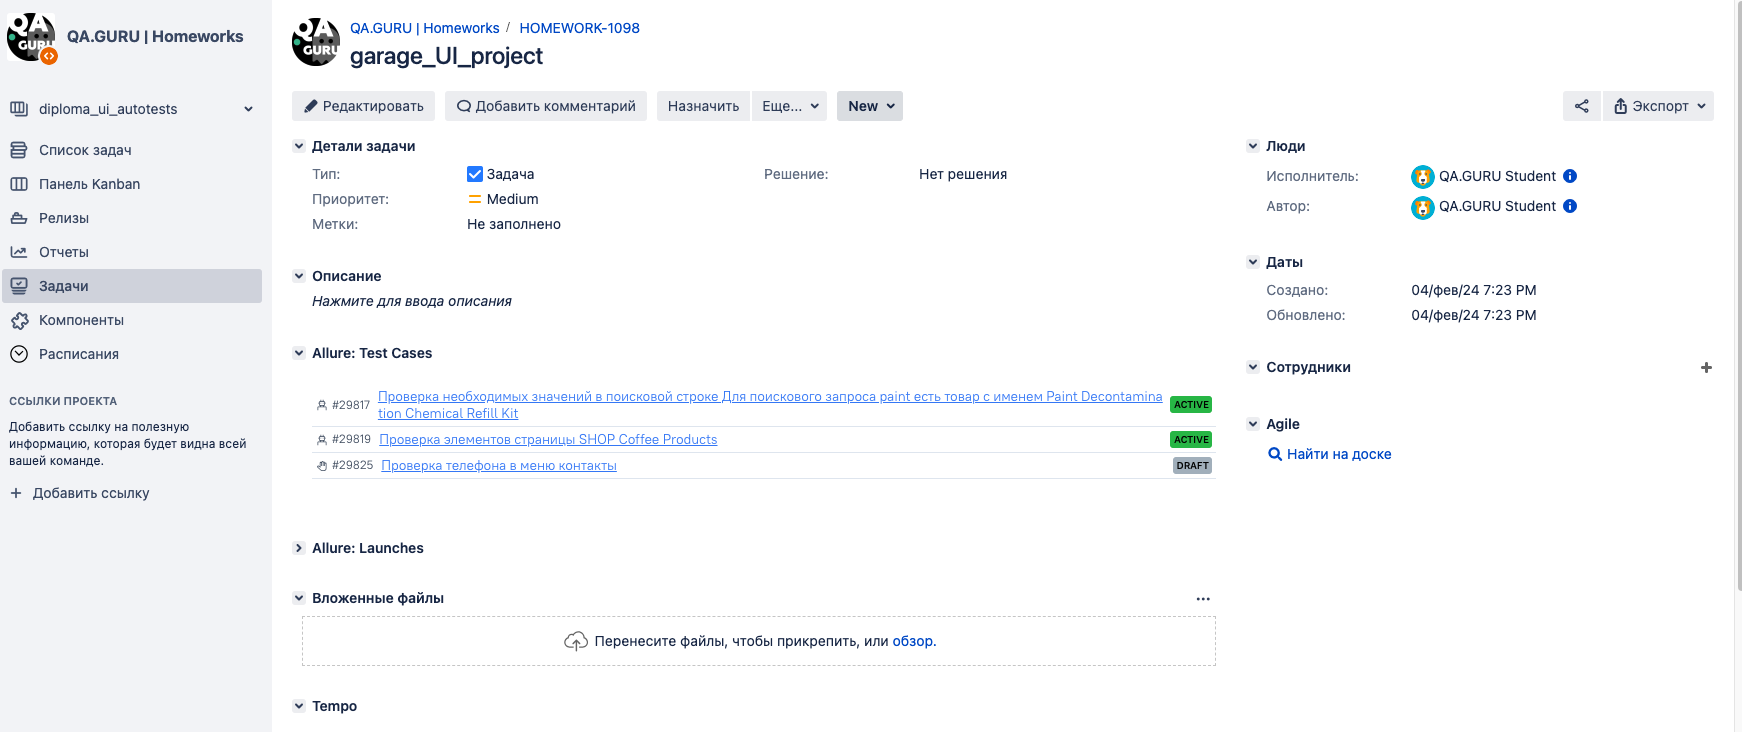 QA.GURU | Homeworks
diploma_ui_autotests
Список задач
Панель Kanban
Релизы
Отчеты
Задачи
Компоненты
Расписания
ССЫЛКИ ПРОЕКТА
Добавить ссылку на полезную
информацию, которая будет видна всей
вашей команде.
+ Добавить ссылку
QA.GURU | Homeworks / HOMEWORK-1098
garage_UI_project
Редактировать Добавить комментарий Назначить Еще... New Экспорт
Детали задачи
Тип: Задача Решение: Нет решения
Приоритет: Medium
Метки: Не заполнено
Описание
Нажмите для ввода описания
Allure: Test Cases
#29817 Проверка необходимых значений в поисковой строке Для поискового запроса paint есть товар с именем Paint Decontamina
tion Chemical Refill Kit ACTIVE
#29819 Проверка элементов страницы SHOP Coffee Products ACTIVE
#29825 Проверка телефона в меню контакты DRAFT
Allure: Launches
Вложенные файлы ...
Перенесите файлы, чтобы прикрепить, или обзор.
Tempo
Люди
Исполнитель: QA.GURU Student
Автор: QA.GURU Student
Даты
Создано: 04/фев/24 7:23 PM
Обновлено: 04/фев/24 7:23 PM
Сотрудники +
Agile
Найти на доске